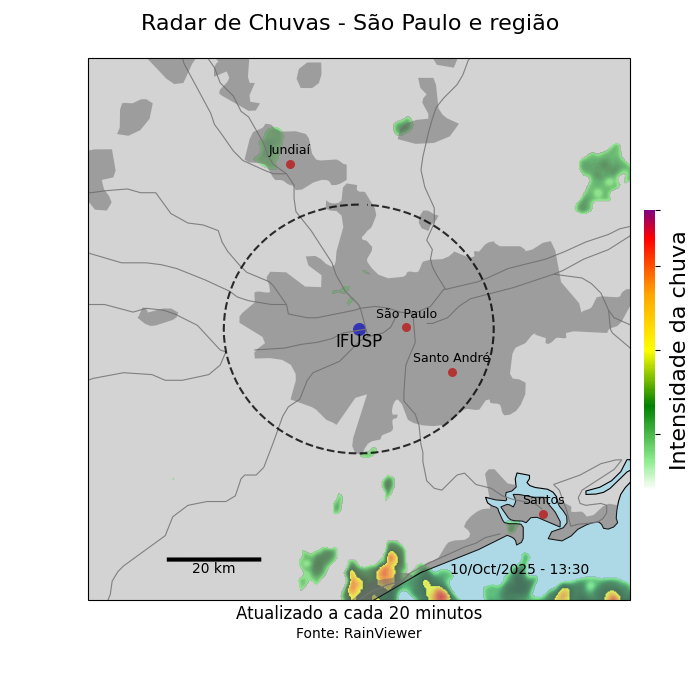 Radar de Chuvas - São Paulo e região
Jundiaí
São Paulo
IFUSP
Santo André
Intensidade da chuva
Santos
20 km
10/Oct/2025 - 13:30
Atualizado a cada 20 minutos
Fonte: RainViewer